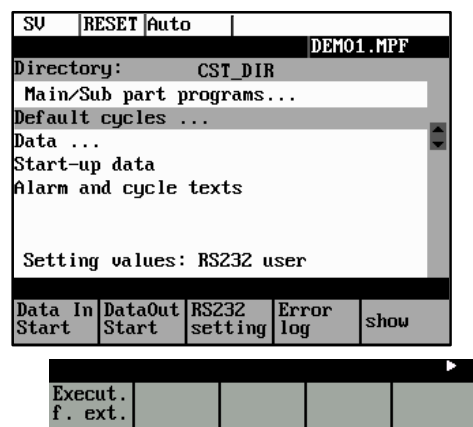 SV RESET Auto
DEMO1.MPF
Directory: CST_DIR
Main/Sub part programs...
Default cycles ...
Data ...
Start-up data
Alarm and cycle texts
Setting values: RS232 user
Data In Start DataOut Start RS232 setting Error log show
Execut. f. ext.